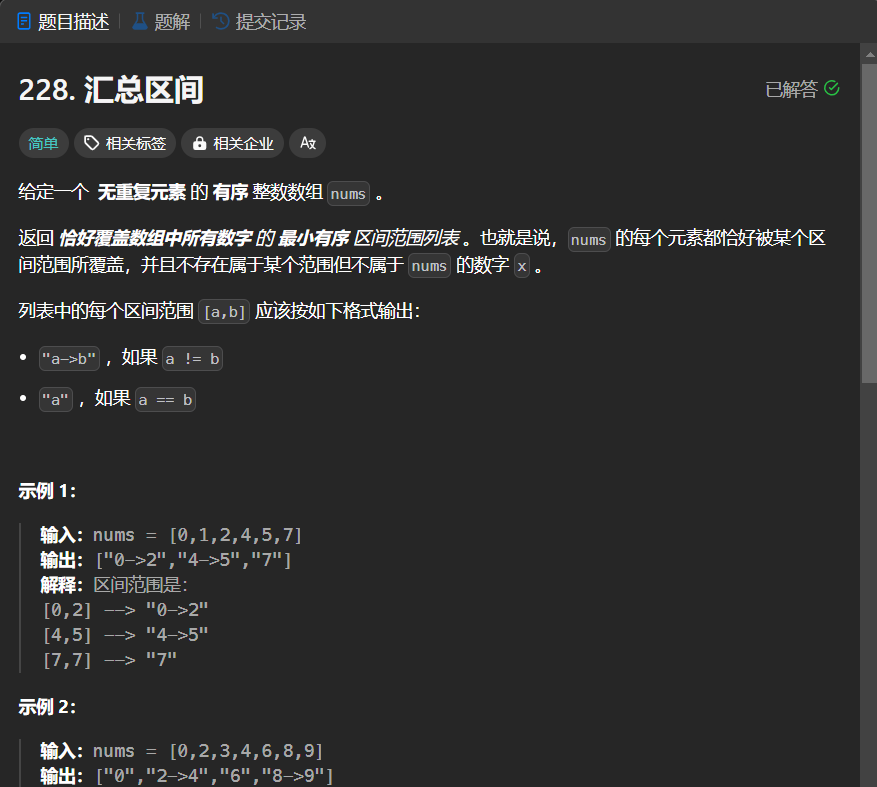 题目描述 题解 提交记录
228. 汇总区间 已解答
简单 相关标签 相关企业 Ax
给定一个 无重复元素 的 有序 整数数组 nums 。
返回 恰好覆盖数组中所有数字 的 最小有序 区间范围列表 。也就是说，nums 的每个元素都恰好被某个区
间范围所覆盖，并且不存在属于某个范围但不属于 nums 的数字 x 。
列表中的每个区间范围 [a,b] 应该按如下格式输出：
• "a->b" ，如果 a != b
• "a" ，如果 a == b
示例 1：
输入：nums = [0,1,2,4,5,7]
输出：["0->2","4->5","7"]
解释：区间范围是：
[0,2] --> "0->2"
[4,5] --> "4->5"
[7,7] --> "7"
示例 2：
输入：nums = [0,2,3,4,6,8,9]
输出：["0","2->4","6","8->9"]